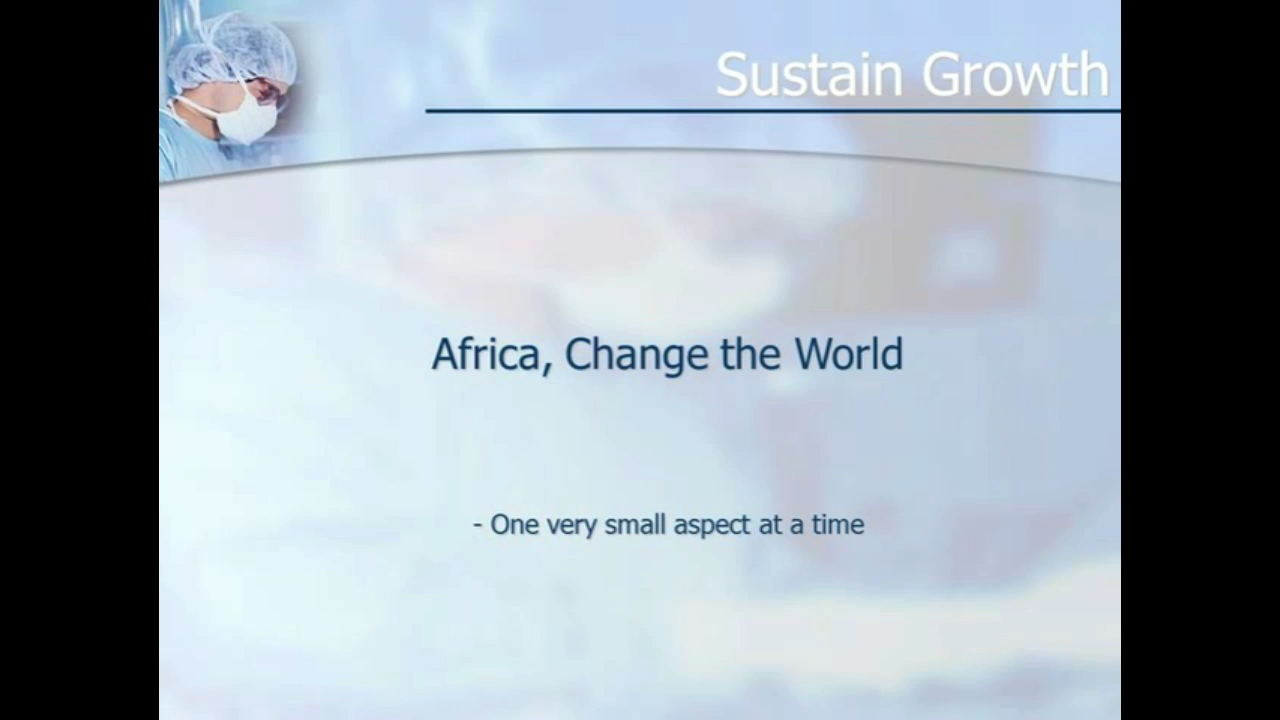 Sustain Growth
Africa, Change the World
- One very small aspect at a time